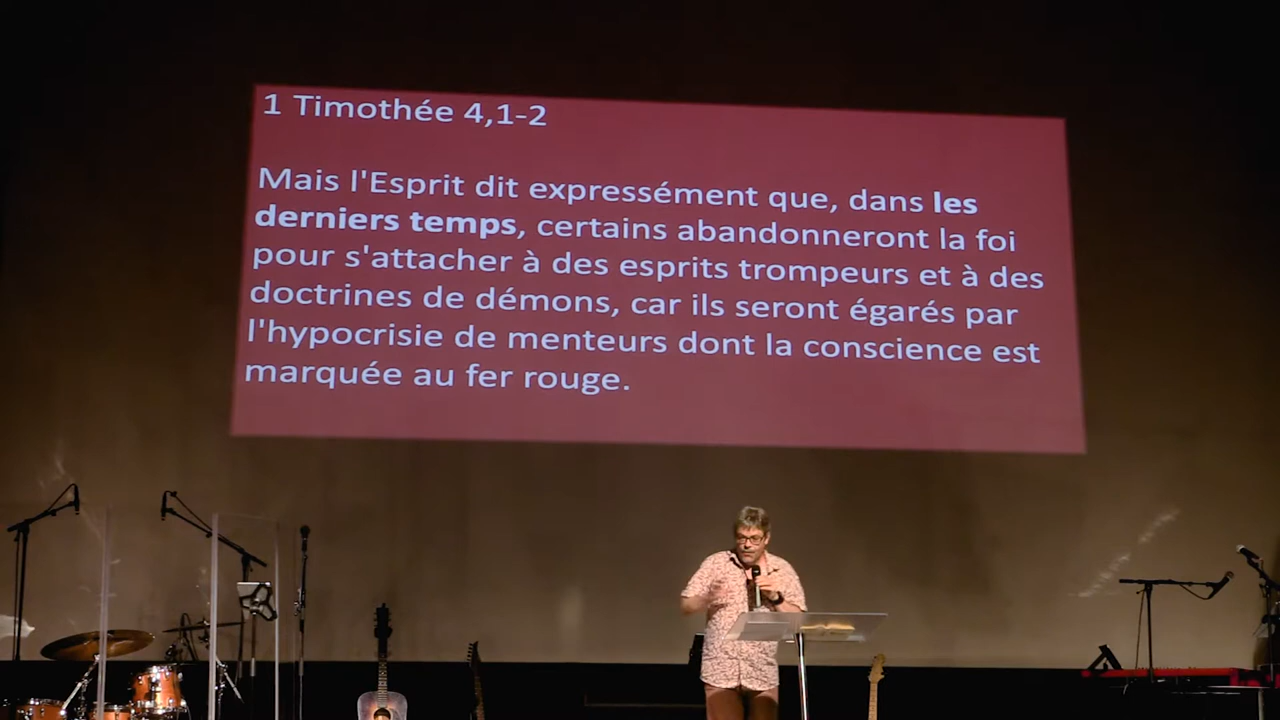 1 Timothée 4,1-2
Mais l'Esprit dit expressément que, dans les
derniers temps, certains abandonneront la foi
pour s'attacher à des esprits trompeurs et à des
doctrines de démons, car ils seront égarés par
l'hypocrisie de menteurs dont la conscience est
marquée au fer rouge.